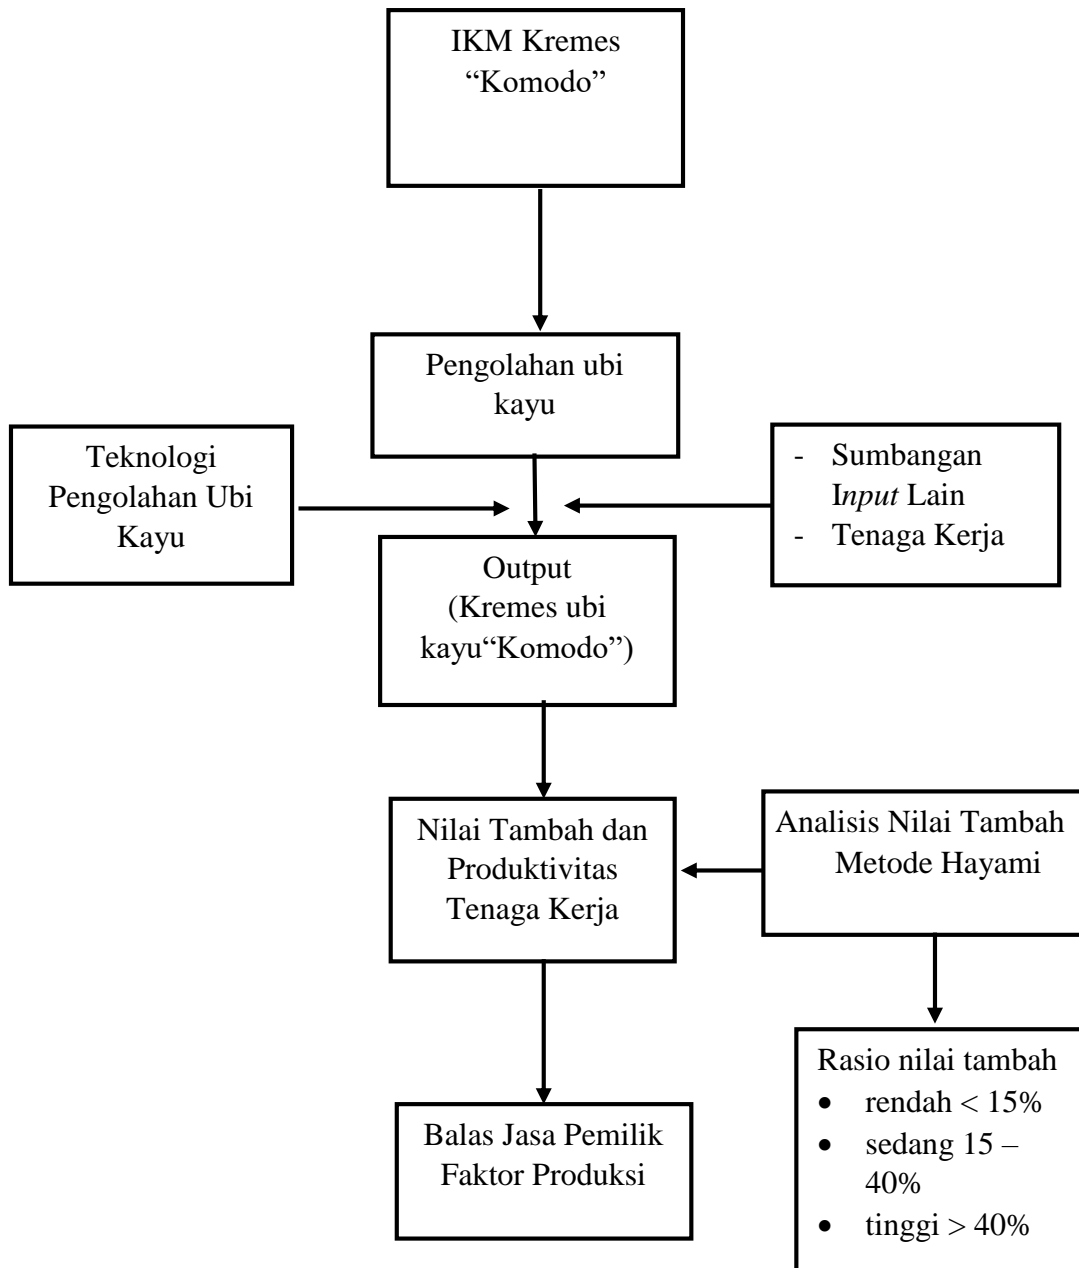 IKM Kremes
“Komodo”
Pengolahan ubi
kayu
Teknologi
Pengolahan Ubi
Kayu
- Sumbangan
Input Lain
- Tenaga Kerja
Output
(Kremes ubi
kayu“Komodo”)
Nilai Tambah dan
Produktivitas
Tenaga Kerja
Analisis Nilai Tambah
Metode Hayami
Balas Jasa Pemilik
Faktor Produksi
Rasio nilai tambah
• rendah < 15%
• sedang 15 –
40%
• tinggi > 40%